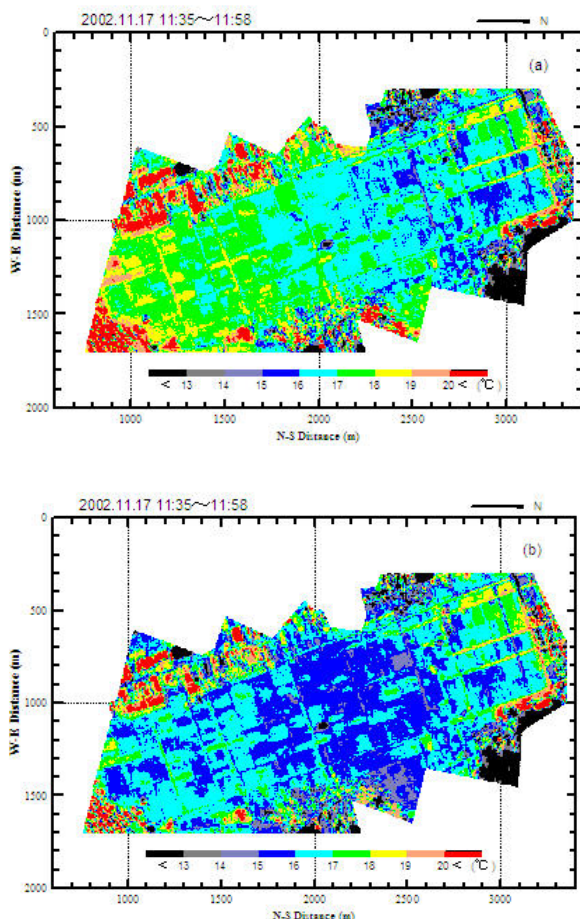 2002.11.17 11:35～11:58
N
0
(a)
500
W-E Distance (m)
1000
1500
< 13 14 15 16 17 18 19 20 < (℃)
2000
1000 1500 2000 2500 3000
N-S Distance (m)
2002.11.17 11:35～11:58
N
0
(b)
500
W-E Distance (m)
1000
1500
< 13 14 15 16 17 18 19 20 < (℃)
2000
1000 1500 2000 2500 3000
N-S Distance (m)